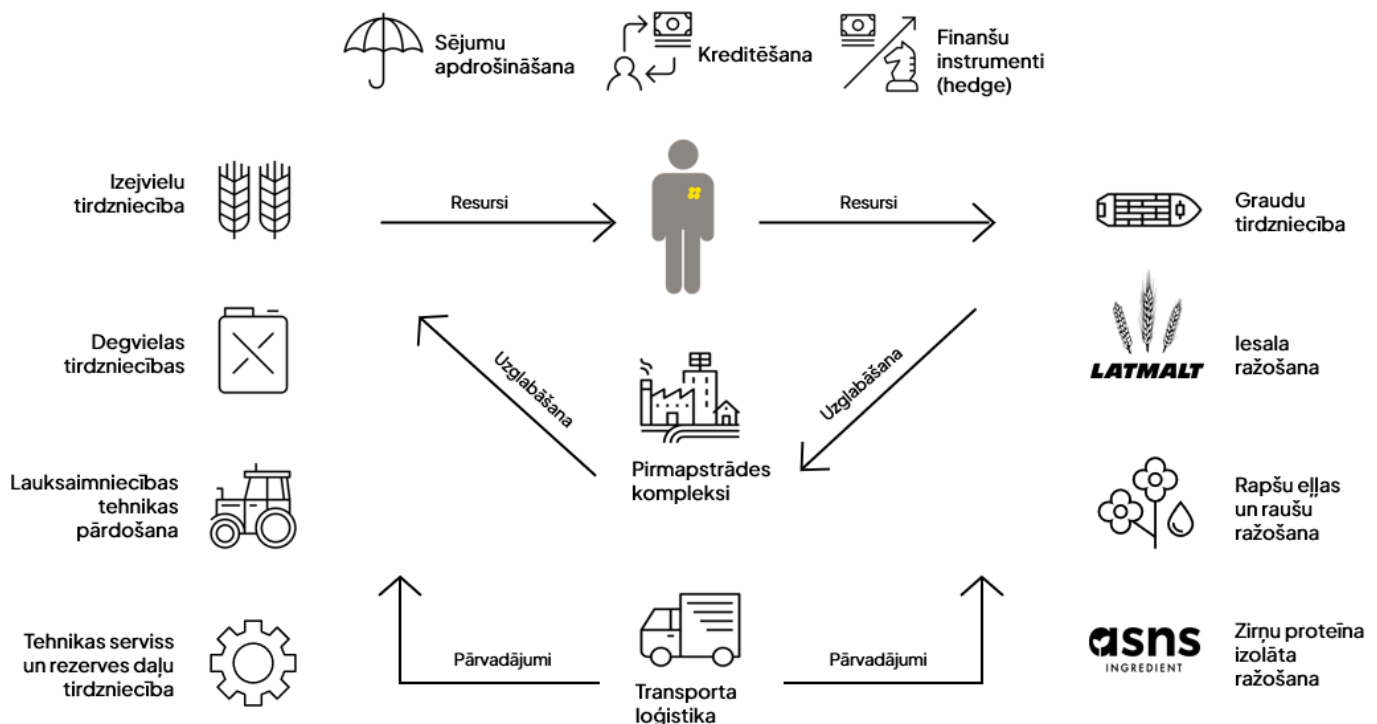 Sējumu
apdrošināšana
Kreditēšana
Finanšu
instrumenti
(hedge)
Izejvielu
tirdzniecība
Resursi
Resursi
Graudu
tirdzniecība
Degvielas
tirdzniecības
Uzglabāšana
Uzglabāšana
LATMALT
Iesala
ražošana
Pirmapstrādes
kompleksi
Lauksaimniecības
tehnikas
pārdošana
Rapšu eļļas
un raušu
ražošana
Tehnikas serviss
un rezerves daļu
tirdzniecība
Pārvadājumi
Transporta
loģistika
Pārvadājumi
asns
INGREDIENT
Zirņu proteīna
izolāta
ražošana